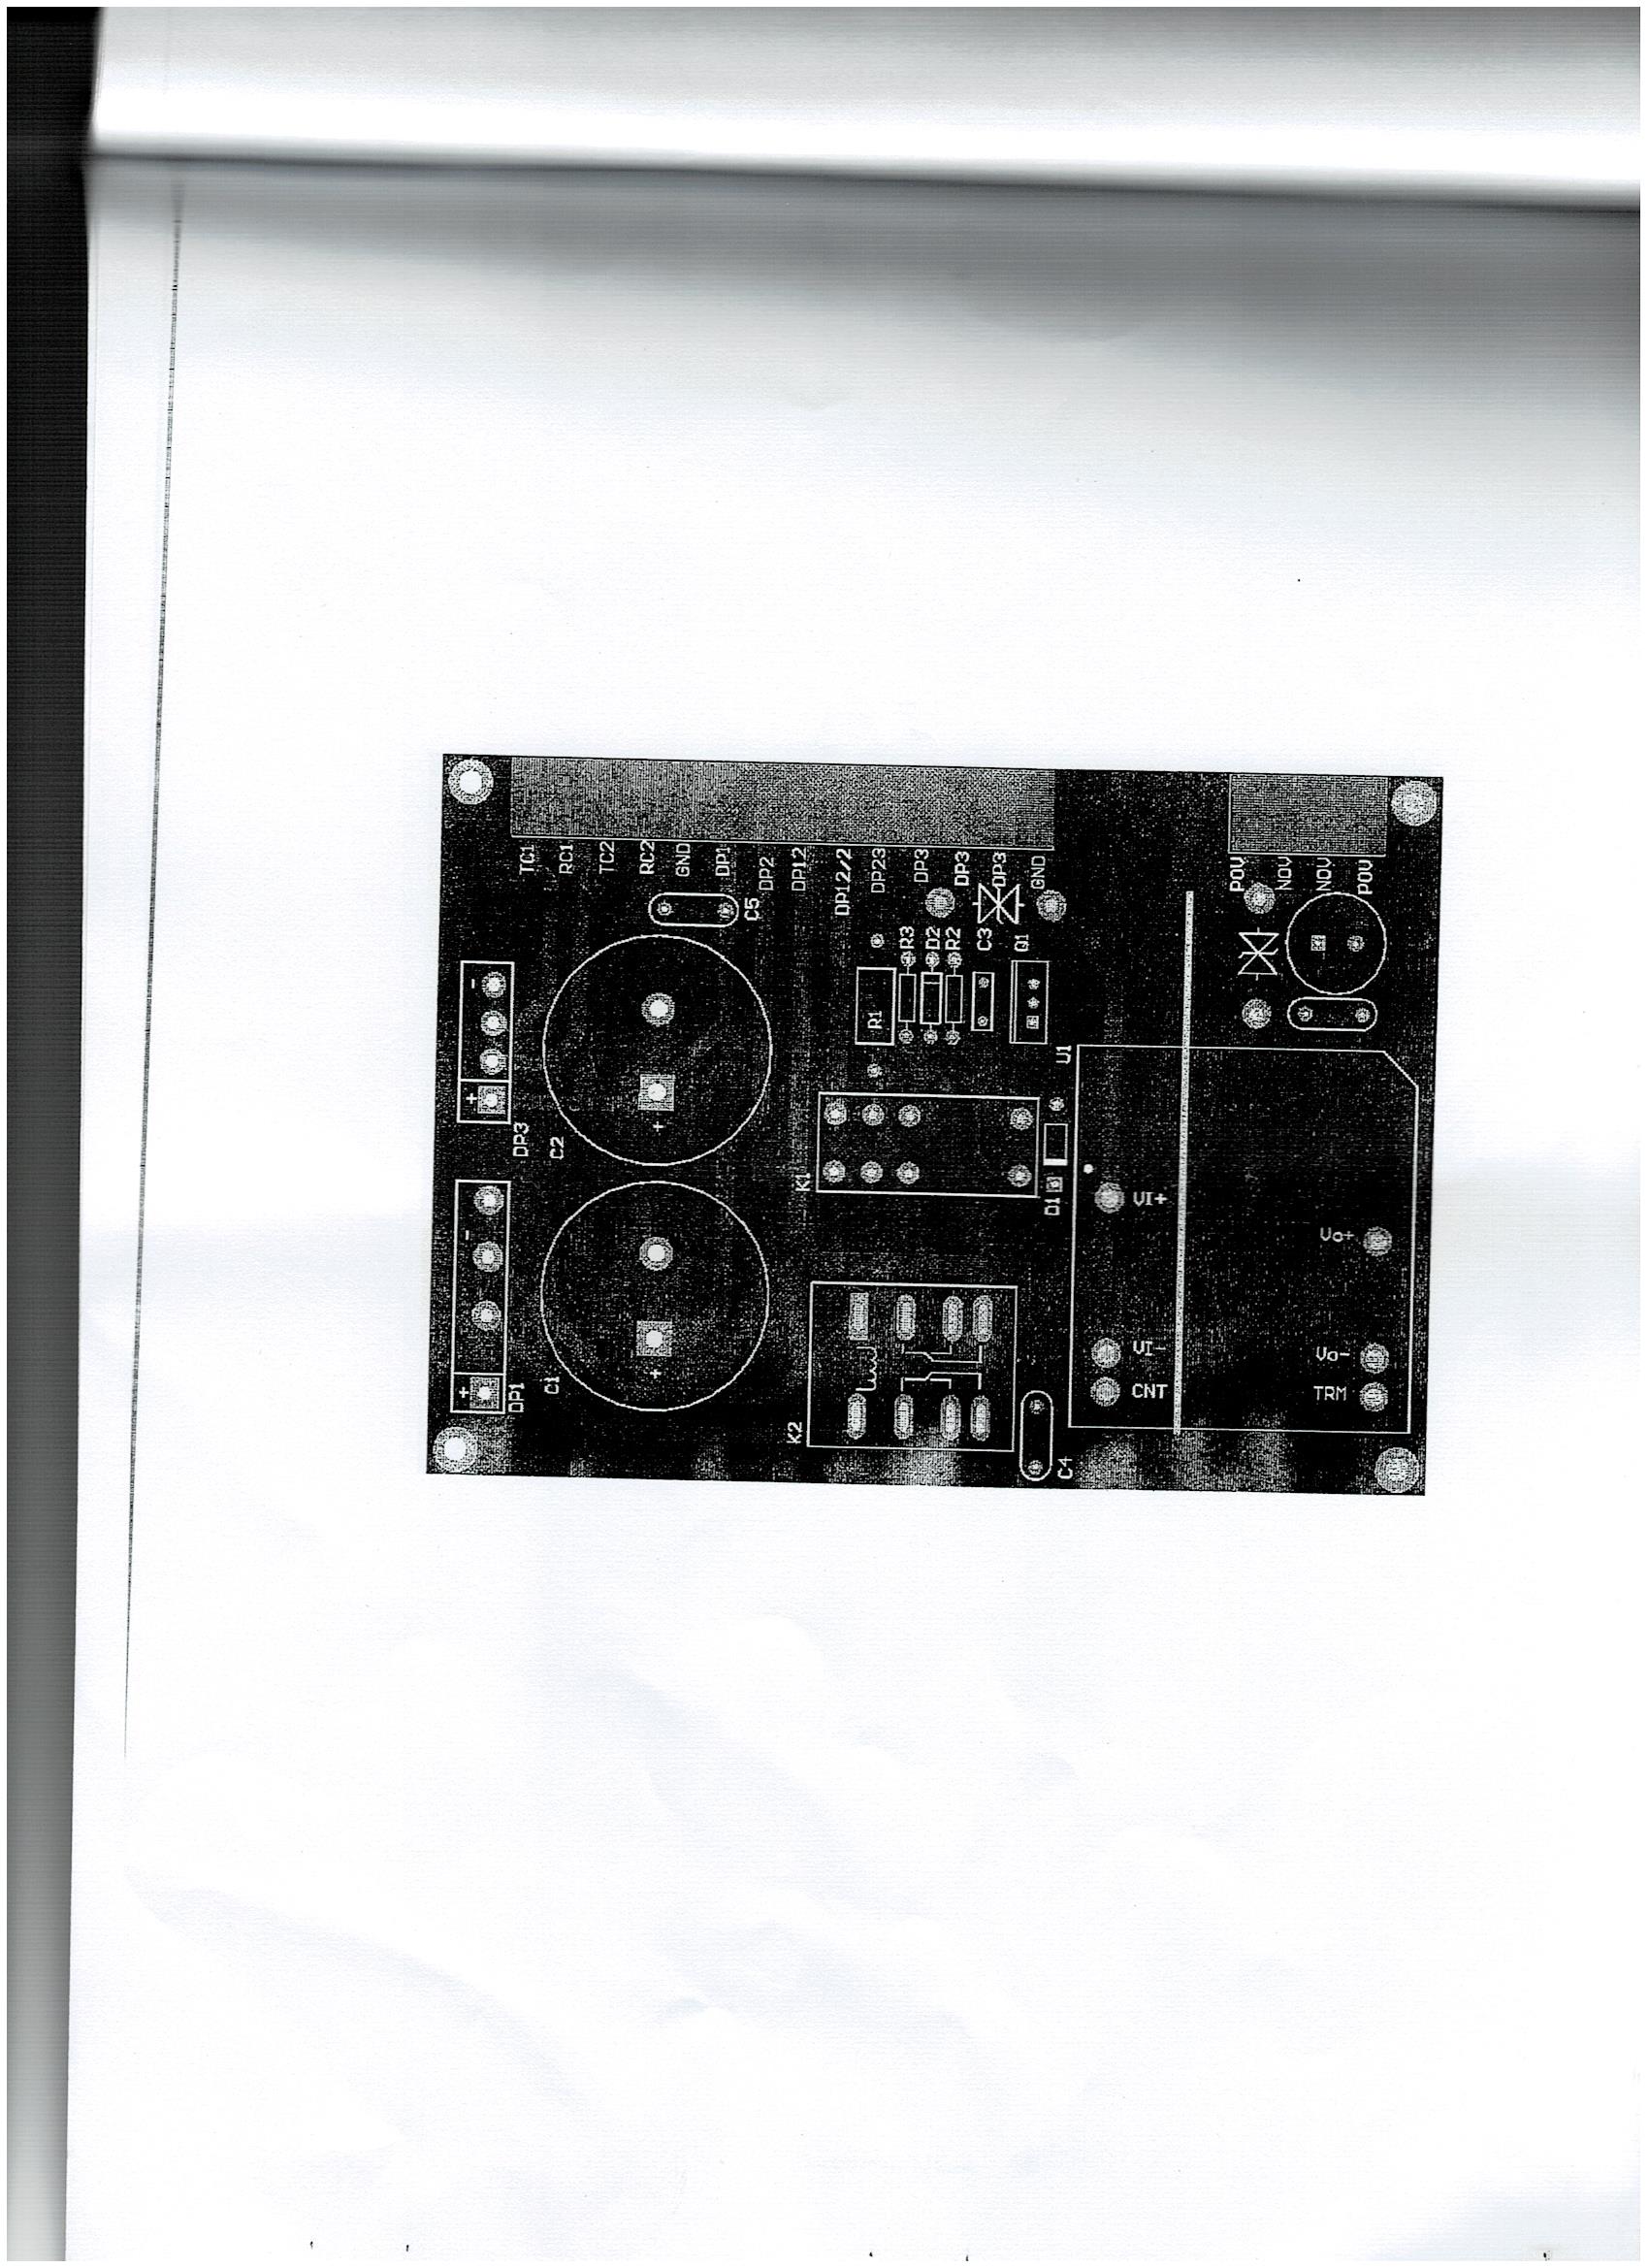 TC1
RC1
TC2
RC2
GND
DP1
DP2
DP12
DP12/2
DP23
DP3
DP3
DP3
GND
POV
NOV
NOV
POV
C5
R3
D2
R2
C3
Q1
R1
+
-
DP3
C2
+
U1
K1
D1
VI+
Vo+
+
-
DP1
C1
+
K2
VI-
CNT
Vo-
TRM
C4